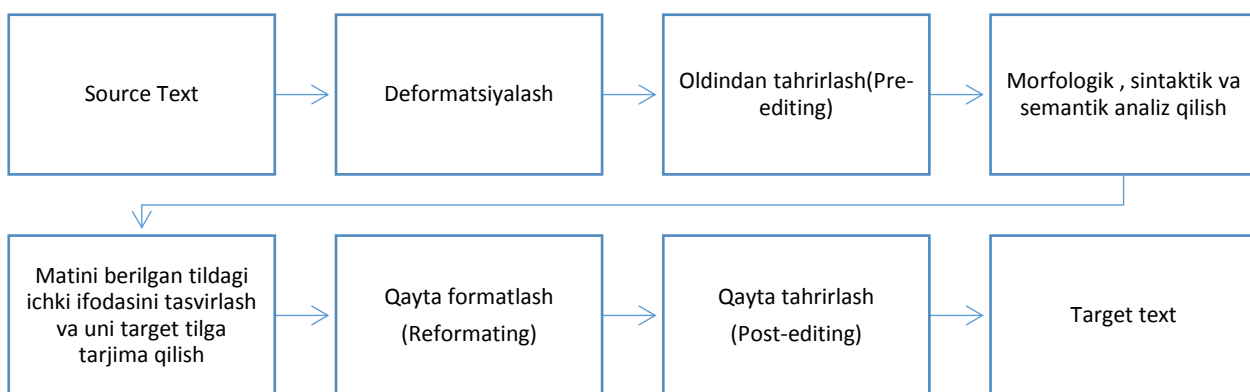 Source Text
Deformatsiyalash
Oldindan tahrirlash(Pre-
editing)
Morfologik , sintaktik va
semantik analiz qilish
Matini berilgan tildagi
ichki ifodasini tasvirlash
va uni target tilga
tarjima qilish
Qayta formatlash
(Reformating)
Qayta tahrirlash
(Post-editing)
Target text